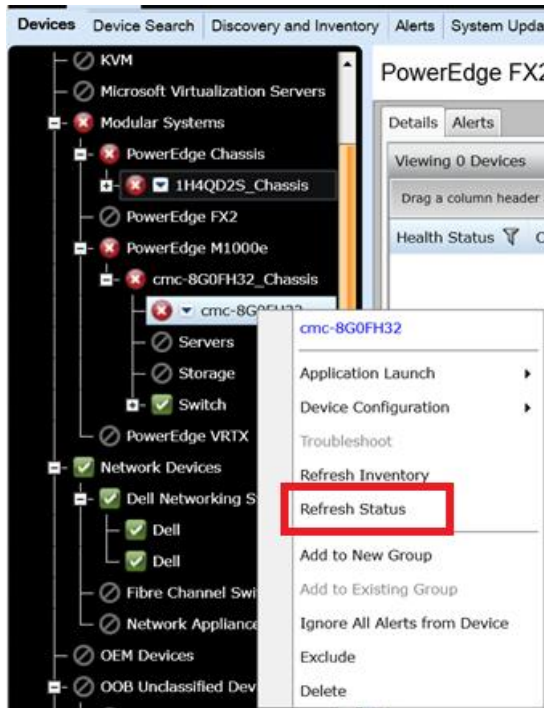 Devices Device Search Discovery and Inventory Alerts System Upda
KVM
Microsoft Virtualization Servers
Modular Systems
PowerEdge Chassis
1H4QD2S_Chassis
PowerEdge FX2
PowerEdge M1000e
cmc-8G0FH32_Chassis
cmc-8G0FH32
Servers
Storage
Switch
PowerEdge VRTX
Network Devices
Dell Networking S
Dell
Dell
Fibre Channel Swi
Network Appliance
OEM Devices
OOB Unclassified Dev
PowerEdge FX2
Details Alerts
Viewing 0 Devices
Drag a column header
Health Status
cmc-8G0FH32
Application Launch
Device Configuration
Troubleshoot
Refresh Inventory
Refresh Status
Add to New Group
Add to Existing Group
Ignore All Alerts from Device
Exclude
Delete